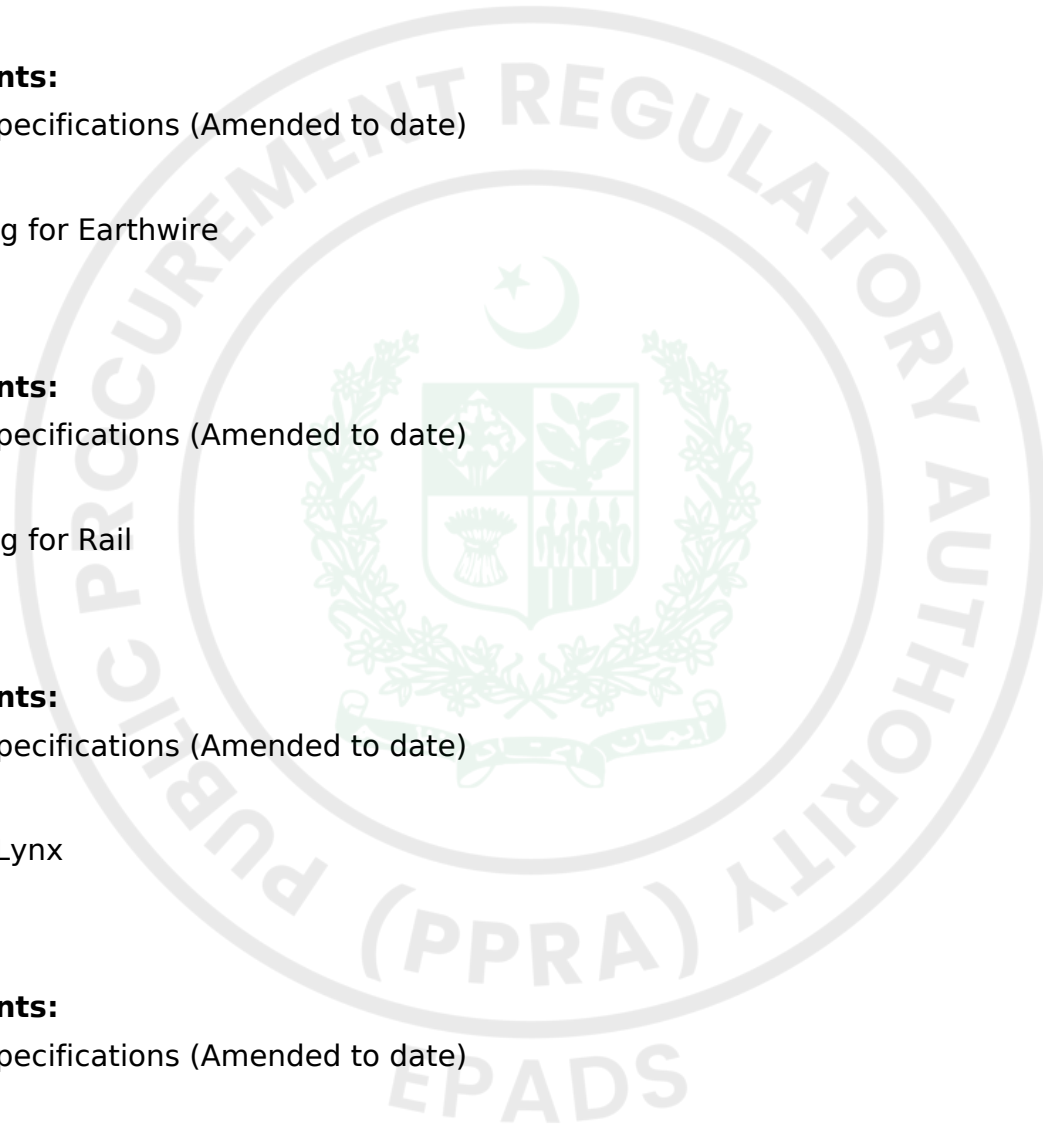 nts:
pecifications (Amended to date)
g for Earthwire
nts:
pecifications (Amended to date)
g for Rail
nts:
pecifications (Amended to date)
Lynx
nts:
pecifications (Amended to date)
PUBLIC PROCUREMENT REGULATORY AUTHORITY
(PPRA)
EPADS